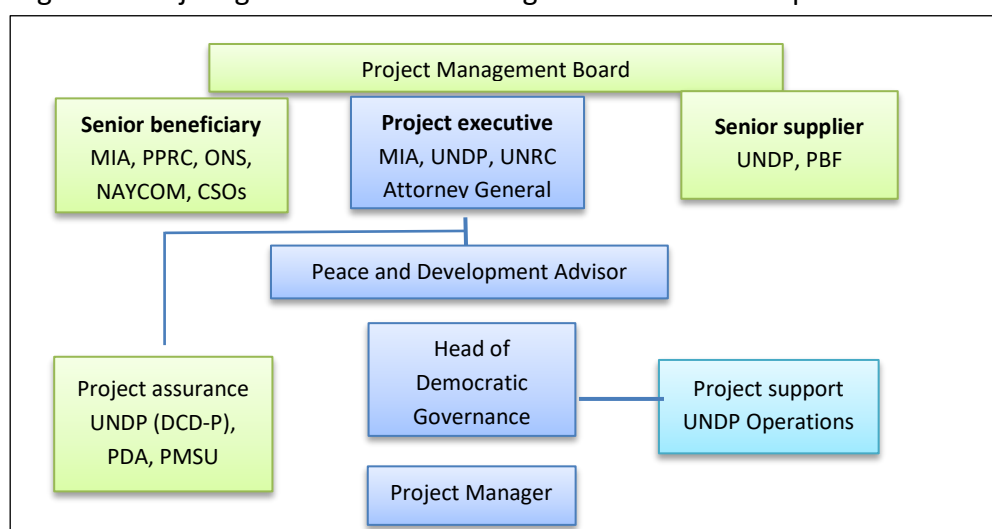 Project Management Board
Senior beneficiary
MIA, PPRC, ONS,
NAYCOM, CSOs
Project executive
MIA, UNDP, UNRC
Attorney General
Senior supplier
UNDP, PBF
Peace and Development Advisor
Head of
Democratic
Governance
Project assurance
UNDP (DCD-P),
PDA, PMSU
Project support
UNDP Operations
Project Manager